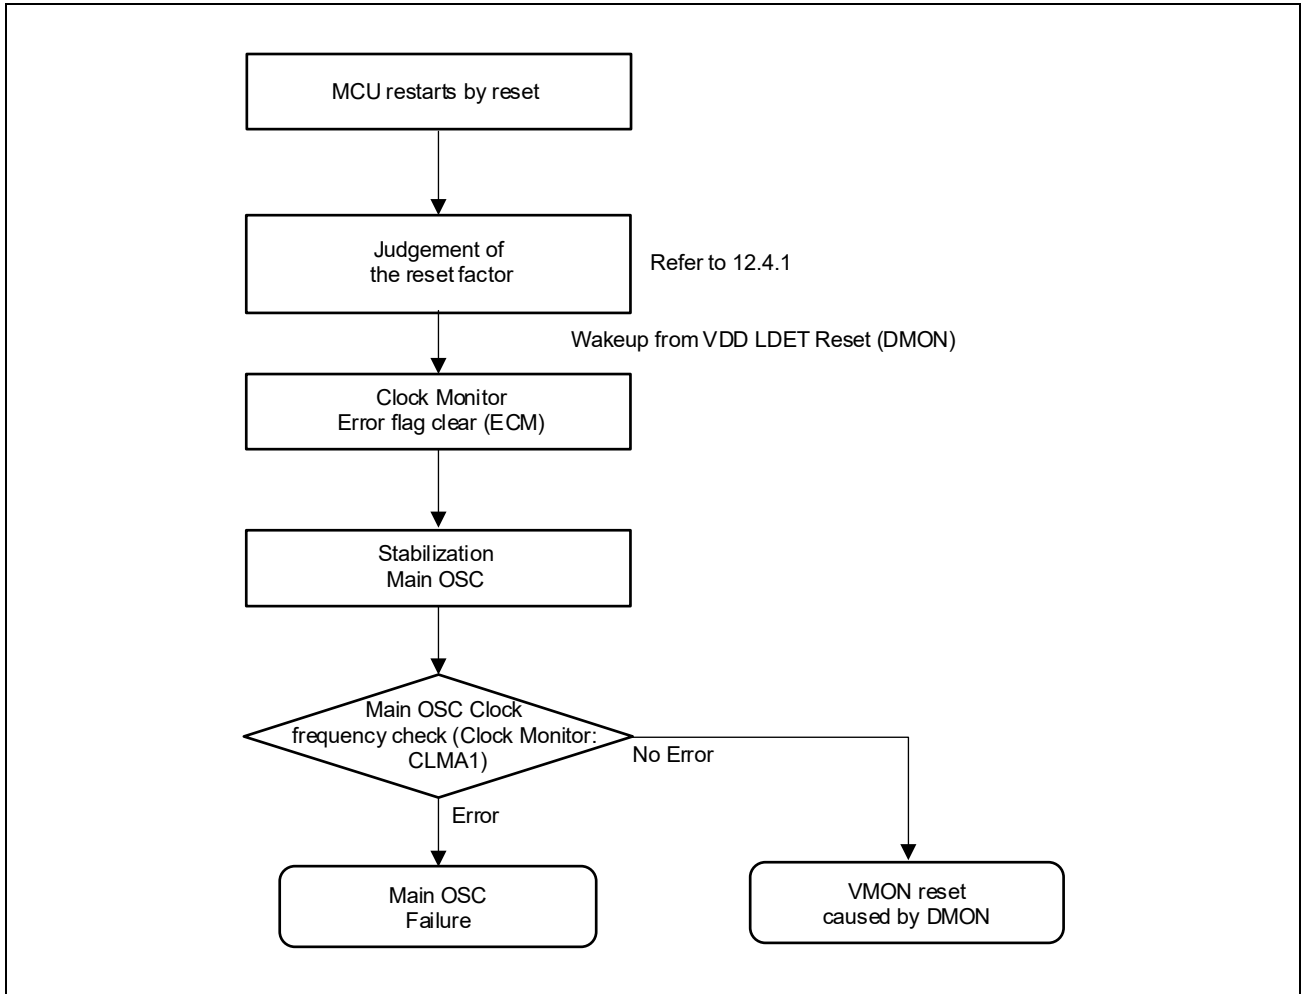 MCU restarts by reset
Judgement of
the reset factor
Refer to 12.4.1
Wakeup from VDD LDET Reset (DMON)
Clock Monitor
Error flag clear (ECM)
Stabilization
Main OSC
Main OSC Clock
frequency check (Clock Monitor:
CLMA1)
No Error
Error
Main OSC
Failure
VMON reset
caused by DMON